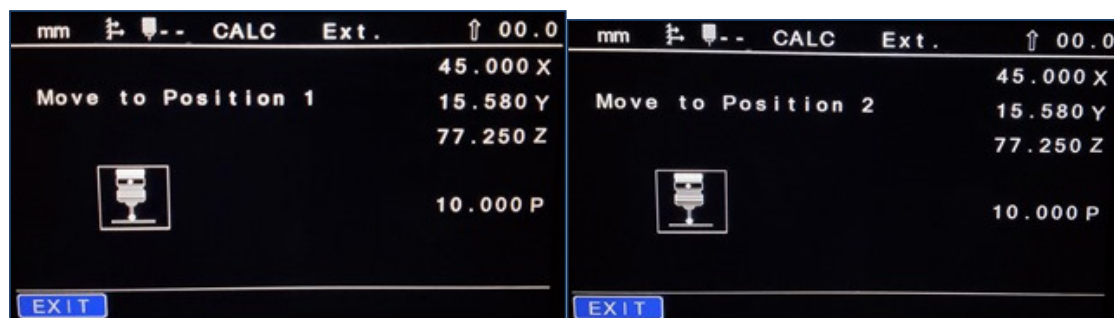 mm -- CALC Ext. ⇧ 00.0
45.000 X
Move to Position 1
15.580 Y
77.250 Z
10.000 P
EXIT
mm -- CALC Ext. ⇧ 00.0
45.000 X
Move to Position 2
15.580 Y
77.250 Z
10.000 P
EXIT